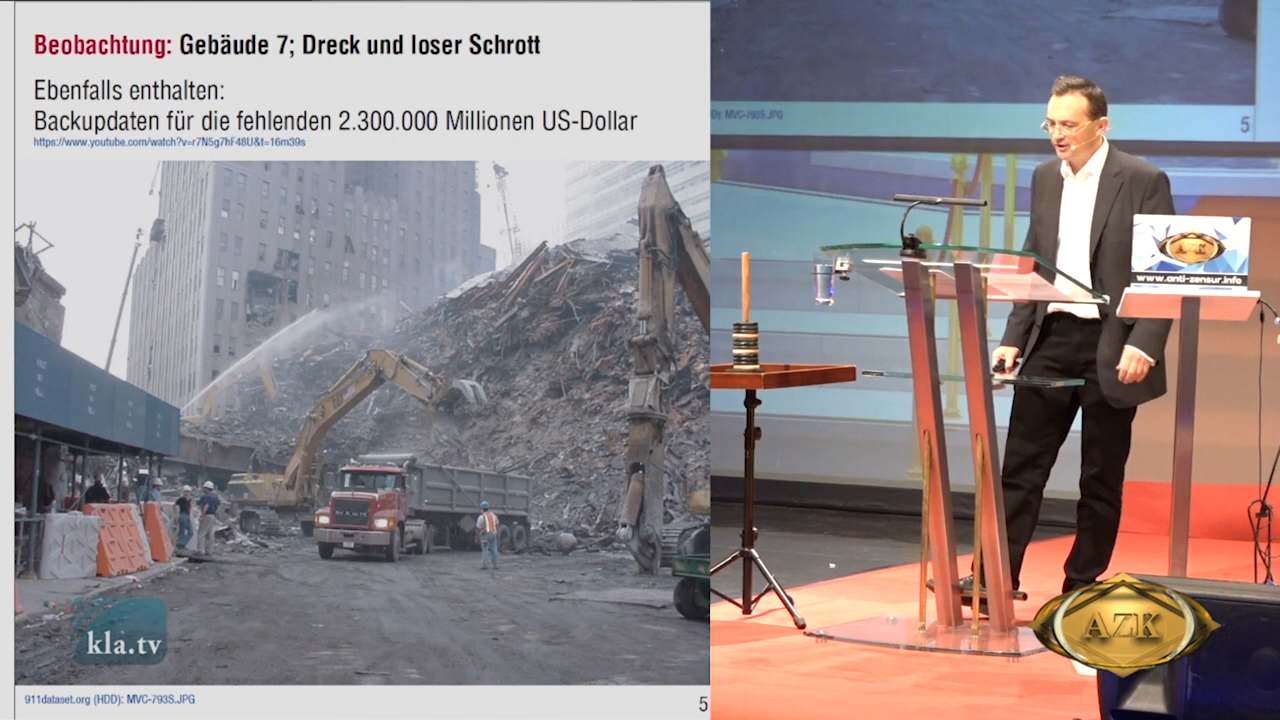 Beobachtung: Gebäude 7; Dreck und loser Schrott
Ebenfalls enthalten:
Backupdaten für die fehlenden 2.300.000 Millionen US-Dollar
https://www.youtube.com/watch?v=r7N5g7hF48U&t=16m39s
kla.tv
911dataset.org (HDD): MVC-793S.JPG
5
D): MVC-793S.JPG
5
AZK
www.anti-zensur.info
AZK